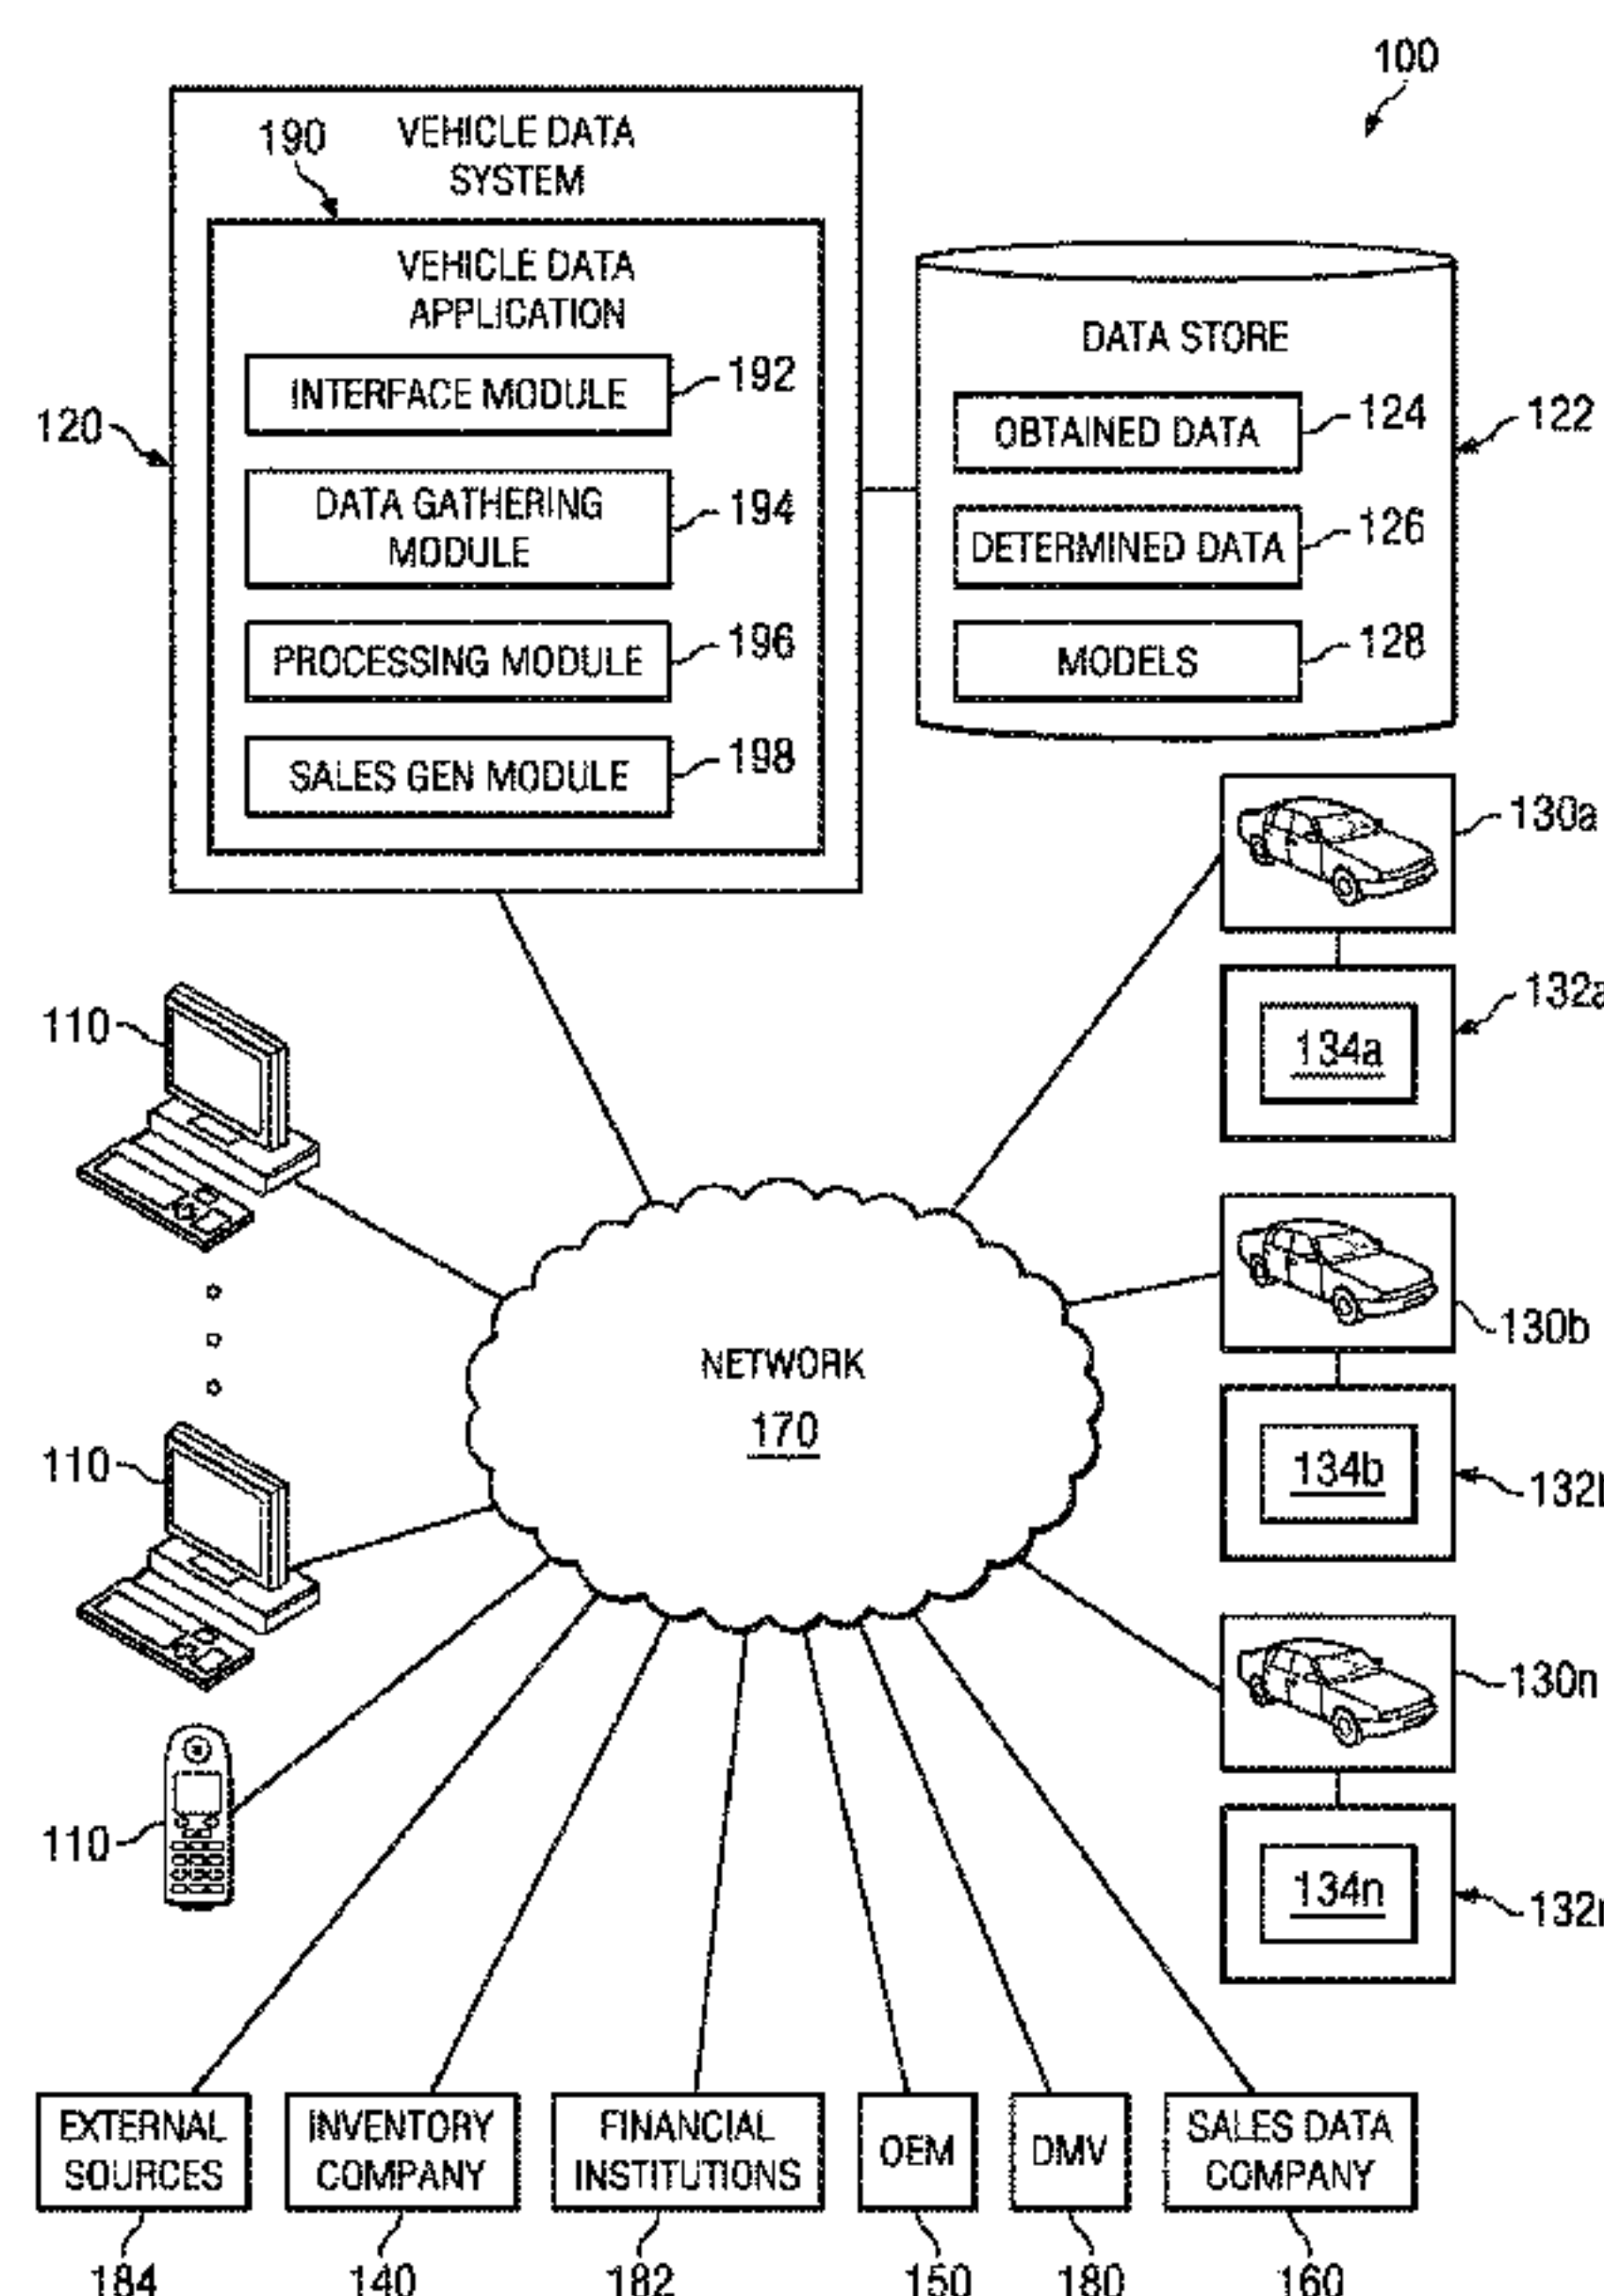 100
190
VEHICLE DATA
SYSTEM
VEHICLE DATA
APPLICATION
INTERFACE MODULE
192
DATA GATHERING
MODULE
194
PROCESSING MODULE
196
SALES GEN MODULE
198
120
DATA STORE
OBTAINED DATA
124
DETERMINED DATA
126
MODELS
128
122
130a
132a
134a
110
130b
NETWORK
170
134b
110
130n
134n
110
EXTERNAL
SOURCES
INVENTORY
COMPANY
FINANCIAL
INSTITUTIONS
OEM
DMV
SALES DATA
COMPANY
184
140
182
150
180
160